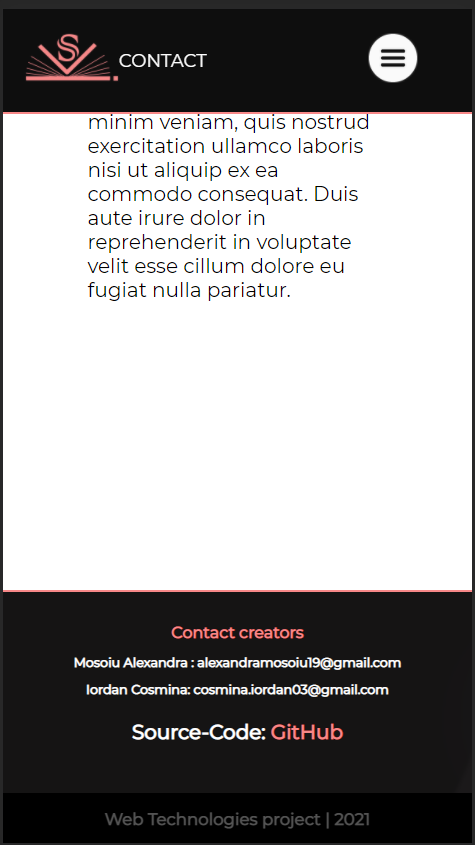 S
CONTACT
minim veniam, quis nostrud
exercitation ullamco laboris
nisi ut aliquip ex ea
commodo consequat. Duis
aute irure dolor in
reprehenderit in voluptate
velit esse cillum dolore eu
fugiat nulla pariatur.
Contact creators
Mosoiu Alexandra : alexandramosoiu19@gmail.com
Iordan Cosmina: cosmina.iordan03@gmail.com
Source-Code: GitHub
Web Technologies project | 2021